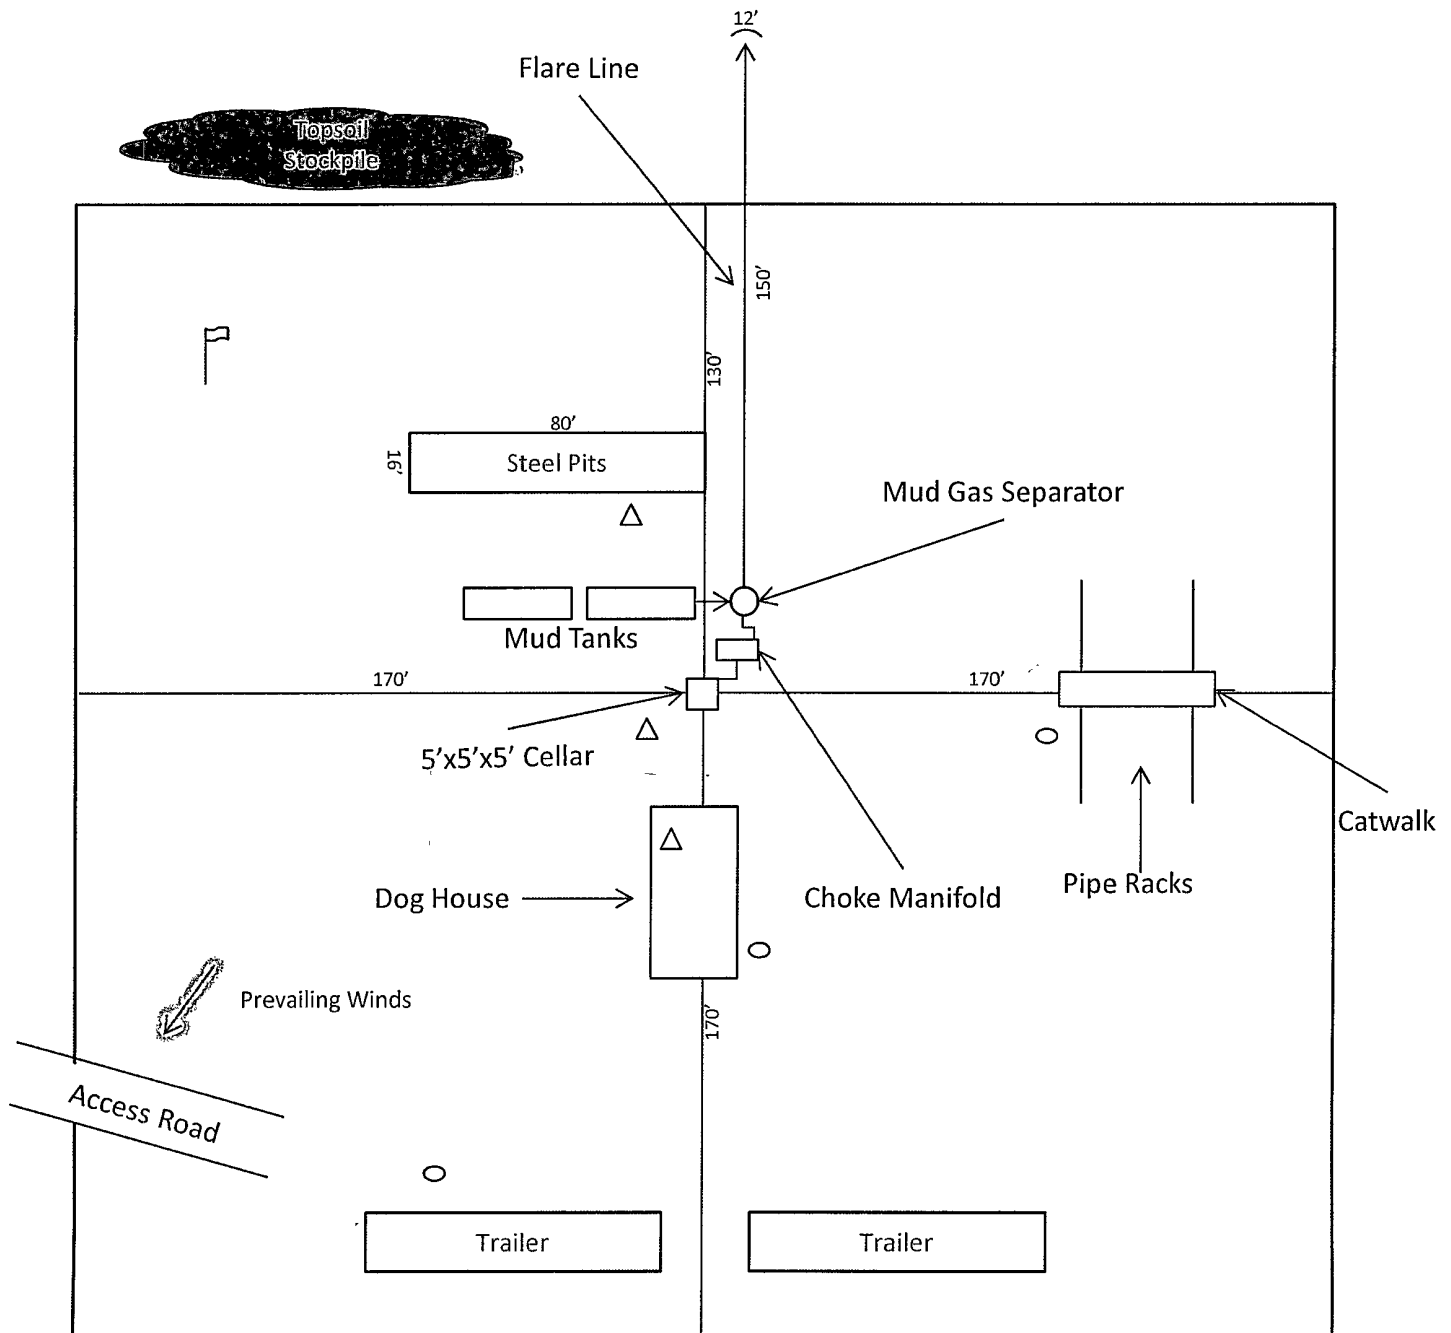 12'
Flare Line
Topsoil
Stockpile
150'
130'
80'
16'
Steel Pits
Mud Gas Separator
Mud Tanks
170'
170'
5'x5'x5' Cellar
Catwalk
Pipe Racks
Dog House
Choke Manifold
Prevailing Winds
170'
Access Road
Trailer
Trailer